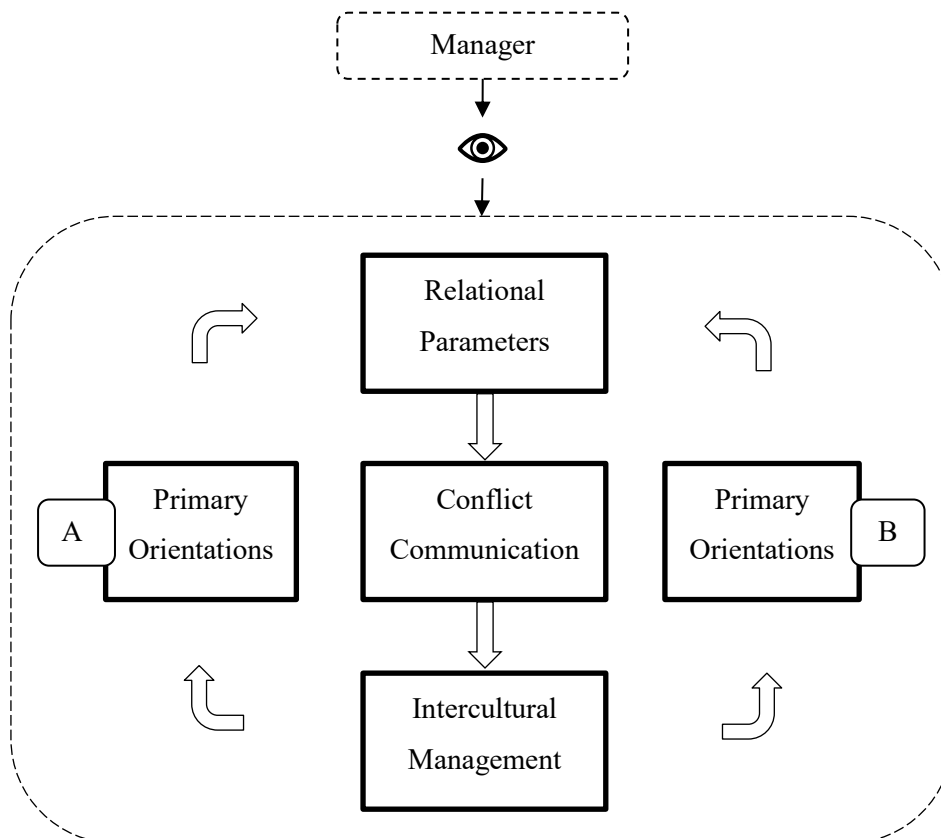 Manager
Relational
Parameters
A
Primary
Orientations
Conflict
Communication
Primary
Orientations
B
Intercultural
Management